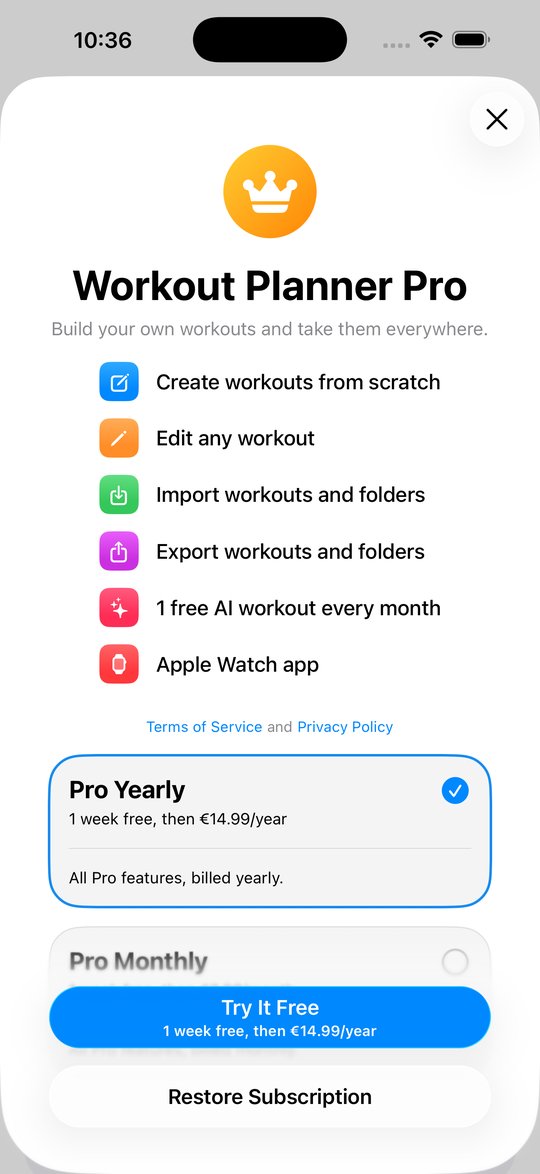 10:36
Workout Planner Pro
Build your own workouts and take them everywhere.
Create workouts from scratch
Edit any workout
Import workouts and folders
Export workouts and folders
1 free AI workout every month
Apple Watch app
Terms of Service and Privacy Policy
Pro Yearly
1 week free, then €14.99/year
All Pro features, billed yearly.
Pro Monthly
Try It Free
1 week free, then €14.99/year
Restore Subscription